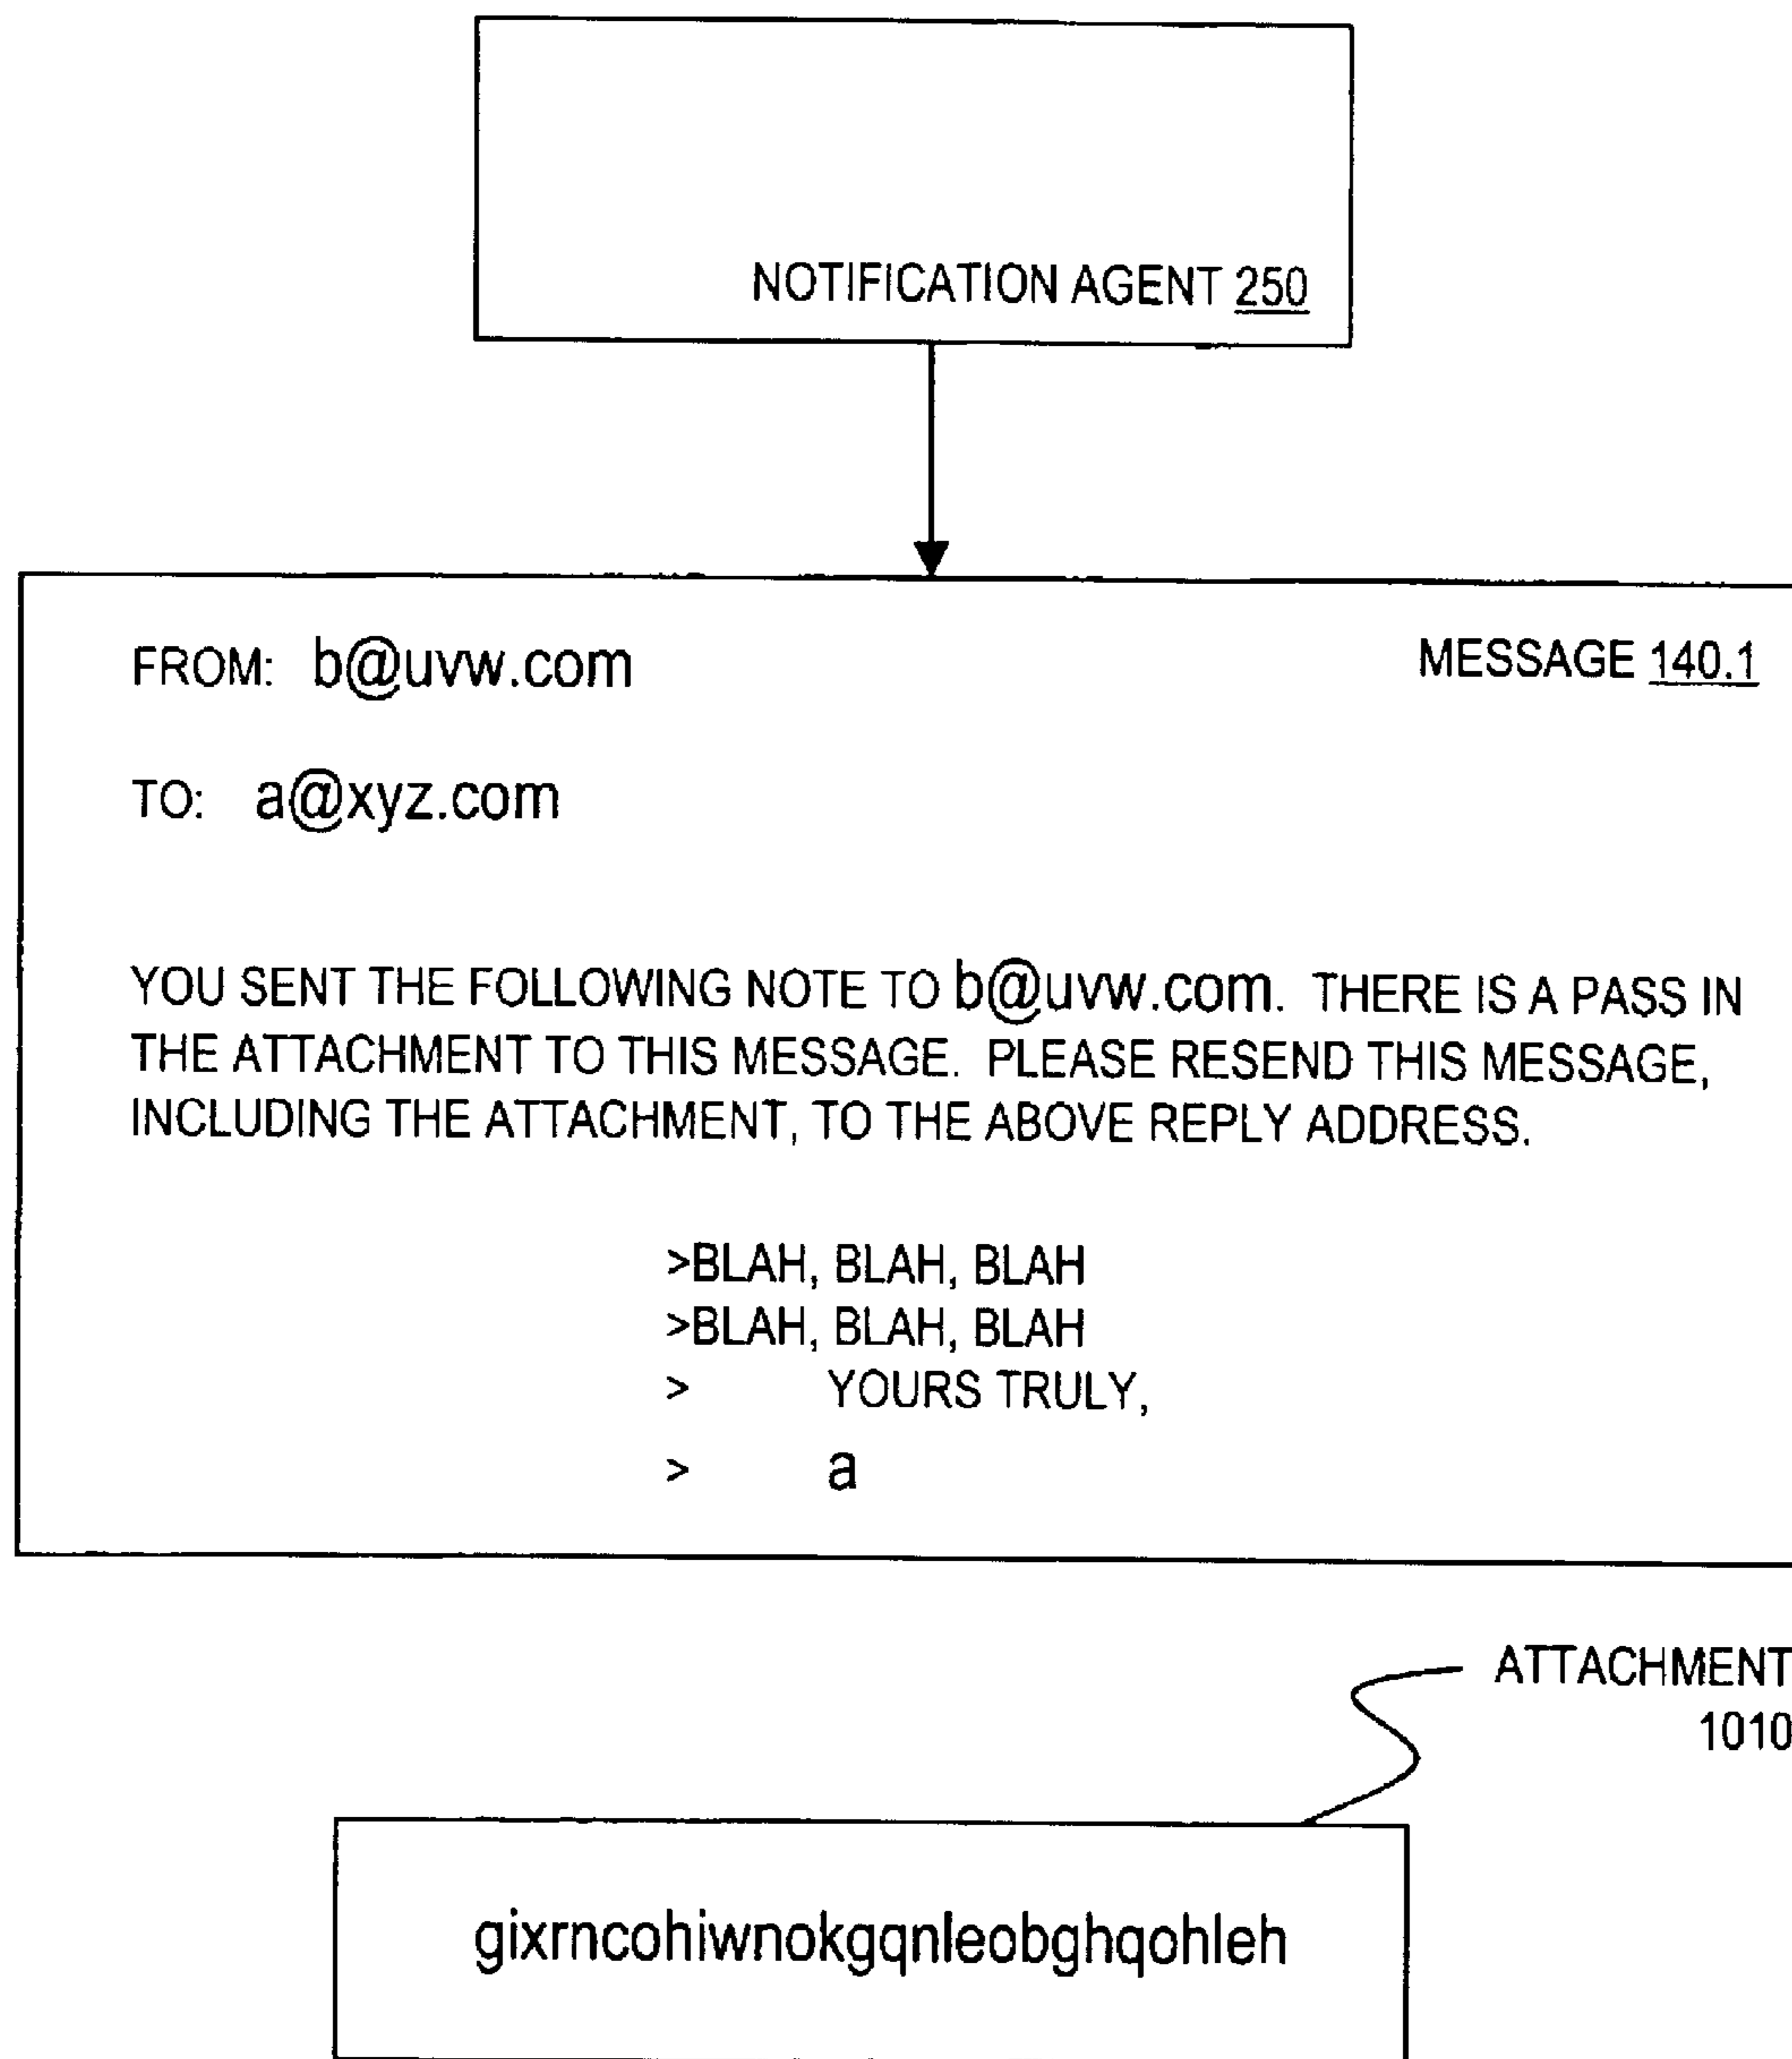 NOTIFICATION AGENT 250
FROM: b@uvw.com
MESSAGE 140.1
TO: a@xyz.com
YOU SENT THE FOLLOWING NOTE TO b@uvw.com. THERE IS A PASS IN
THE ATTACHMENT TO THIS MESSAGE. PLEASE RESEND THIS MESSAGE,
INCLUDING THE ATTACHMENT, TO THE ABOVE REPLY ADDRESS.
>BLAH, BLAH, BLAH
>BLAH, BLAH, BLAH
> YOURS TRULY,
> a
ATTACHMENT
1010
gixrncohiwnokgqnleobghqohleh